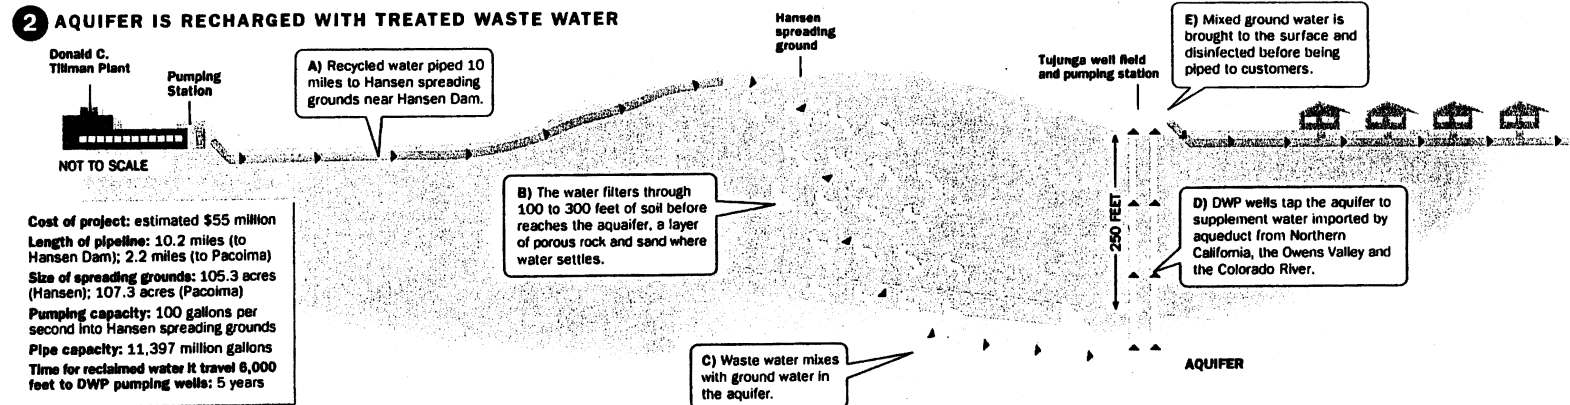 2 AQUIFER IS RECHARGED WITH TREATED WASTE WATER
Donald C.
Tillman Plant
Pumping
Station
NOT TO SCALE
A) Recycled water piped 10
miles to Hansen spreading
grounds near Hansen Dam.
Hansen
spreading
ground
Tujunga well field
and pumping station
E) Mixed ground water is
brought to the surface and
disinfected before being
piped to customers.
B) The water filters through
100 to 300 feet of soil before
reaches the aquaifer, a layer
of porous rock and sand where
water settles.
250 FEET
D) DWP wells tap the aquifer to
supplement water imported by
aqueduct from Northern
California, the Owens Valley and
the Colorado River.
C) Waste water mixes
with ground water in
the aquifer.
AQUIFER
Cost of project: estimated $55 million
Length of pipeline: 10.2 miles (to
Hansen Dam); 2.2 miles (to Pacoima)
Size of spreading grounds: 105.3 acres
(Hansen); 107.3 acres (Pacoima)
Pumping capacity: 100 gallons per
second into Hansen spreading grounds
Pipe capacity: 11,397 million gallons
Time for reclaimed water it travel 6,000
feet to DWP pumping wells: 5 years